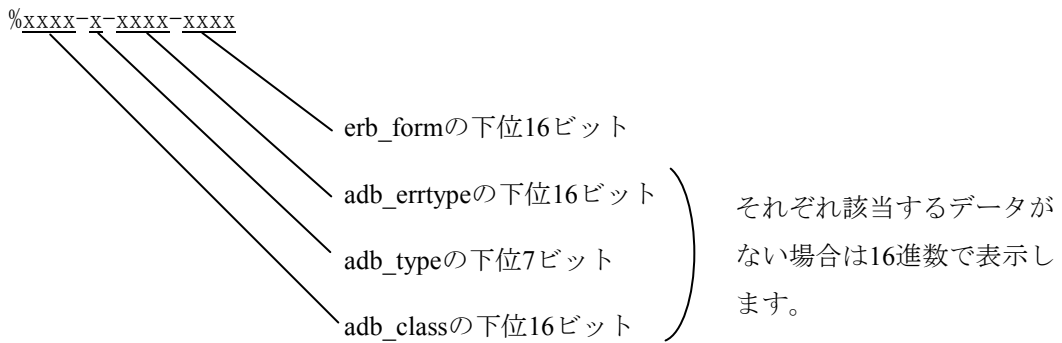 %xxxx-x-xxxx-xxxx
erb_formの下位16ビット
adb_errtypeの下位16ビット
adb_typeの下位7ビット
adb_classの下位16ビット
それぞれ該当するデータが
ない場合は16進数で表示し
ます。